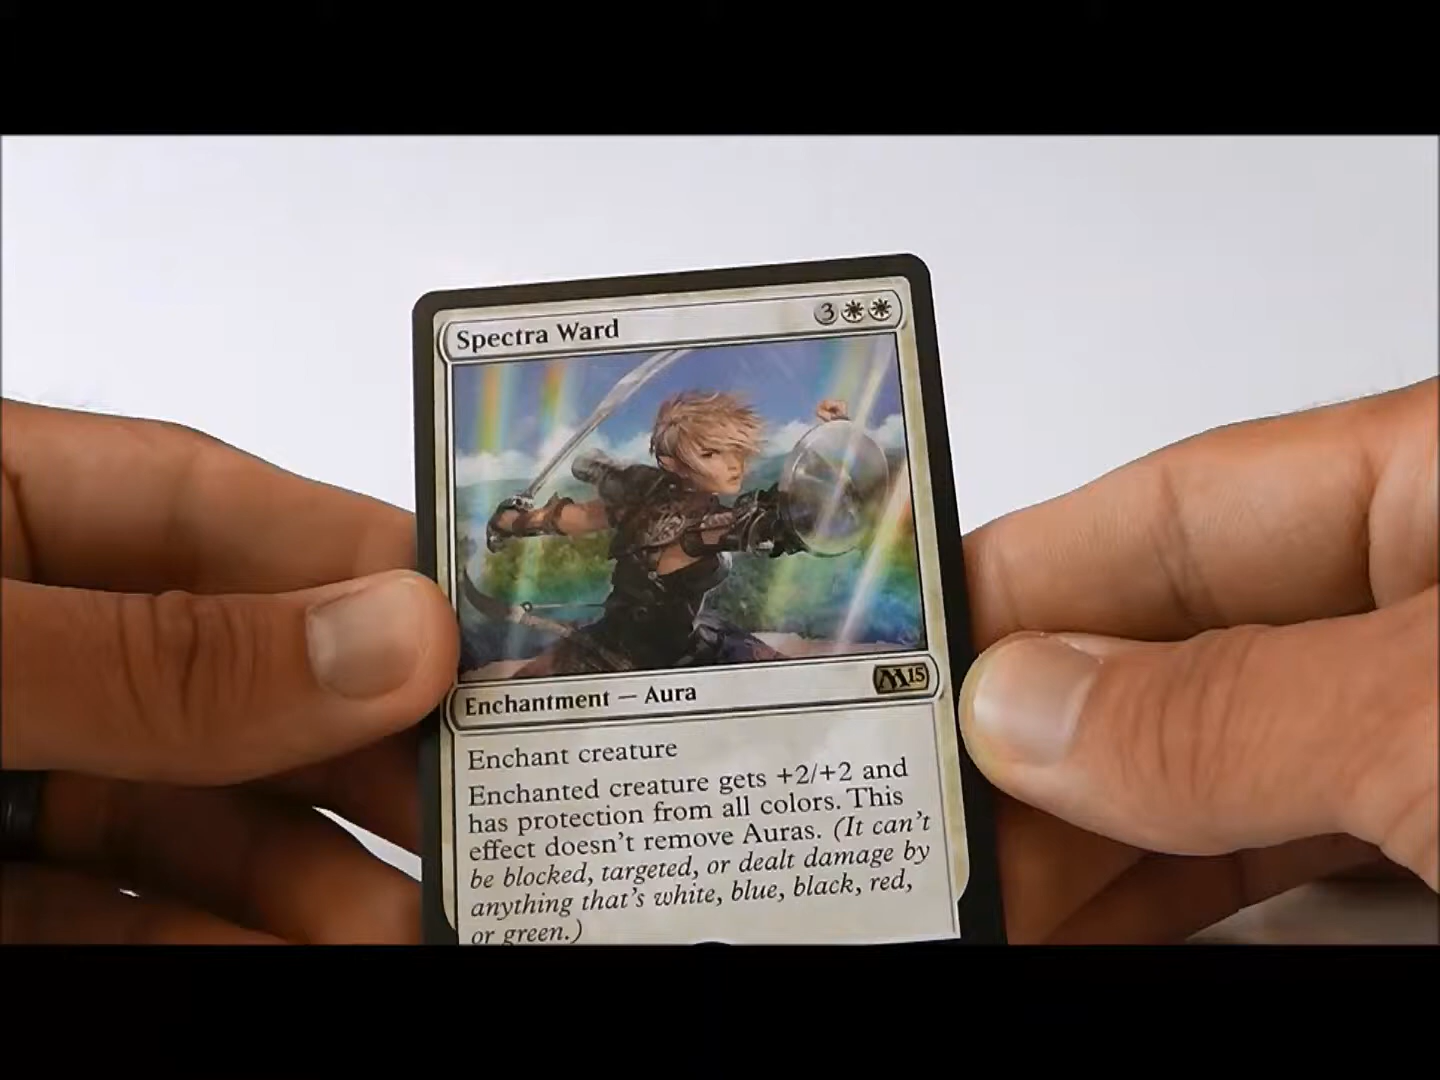 Spectra Ward
3
Enchantment — Aura
M15
Enchant creature
Enchanted creature gets +2/+2 and
has protection from all colors. This
effect doesn't remove Auras. (It can't
be blocked, targeted, or dealt damage by
anything that's white, blue, black, red,
or green.)